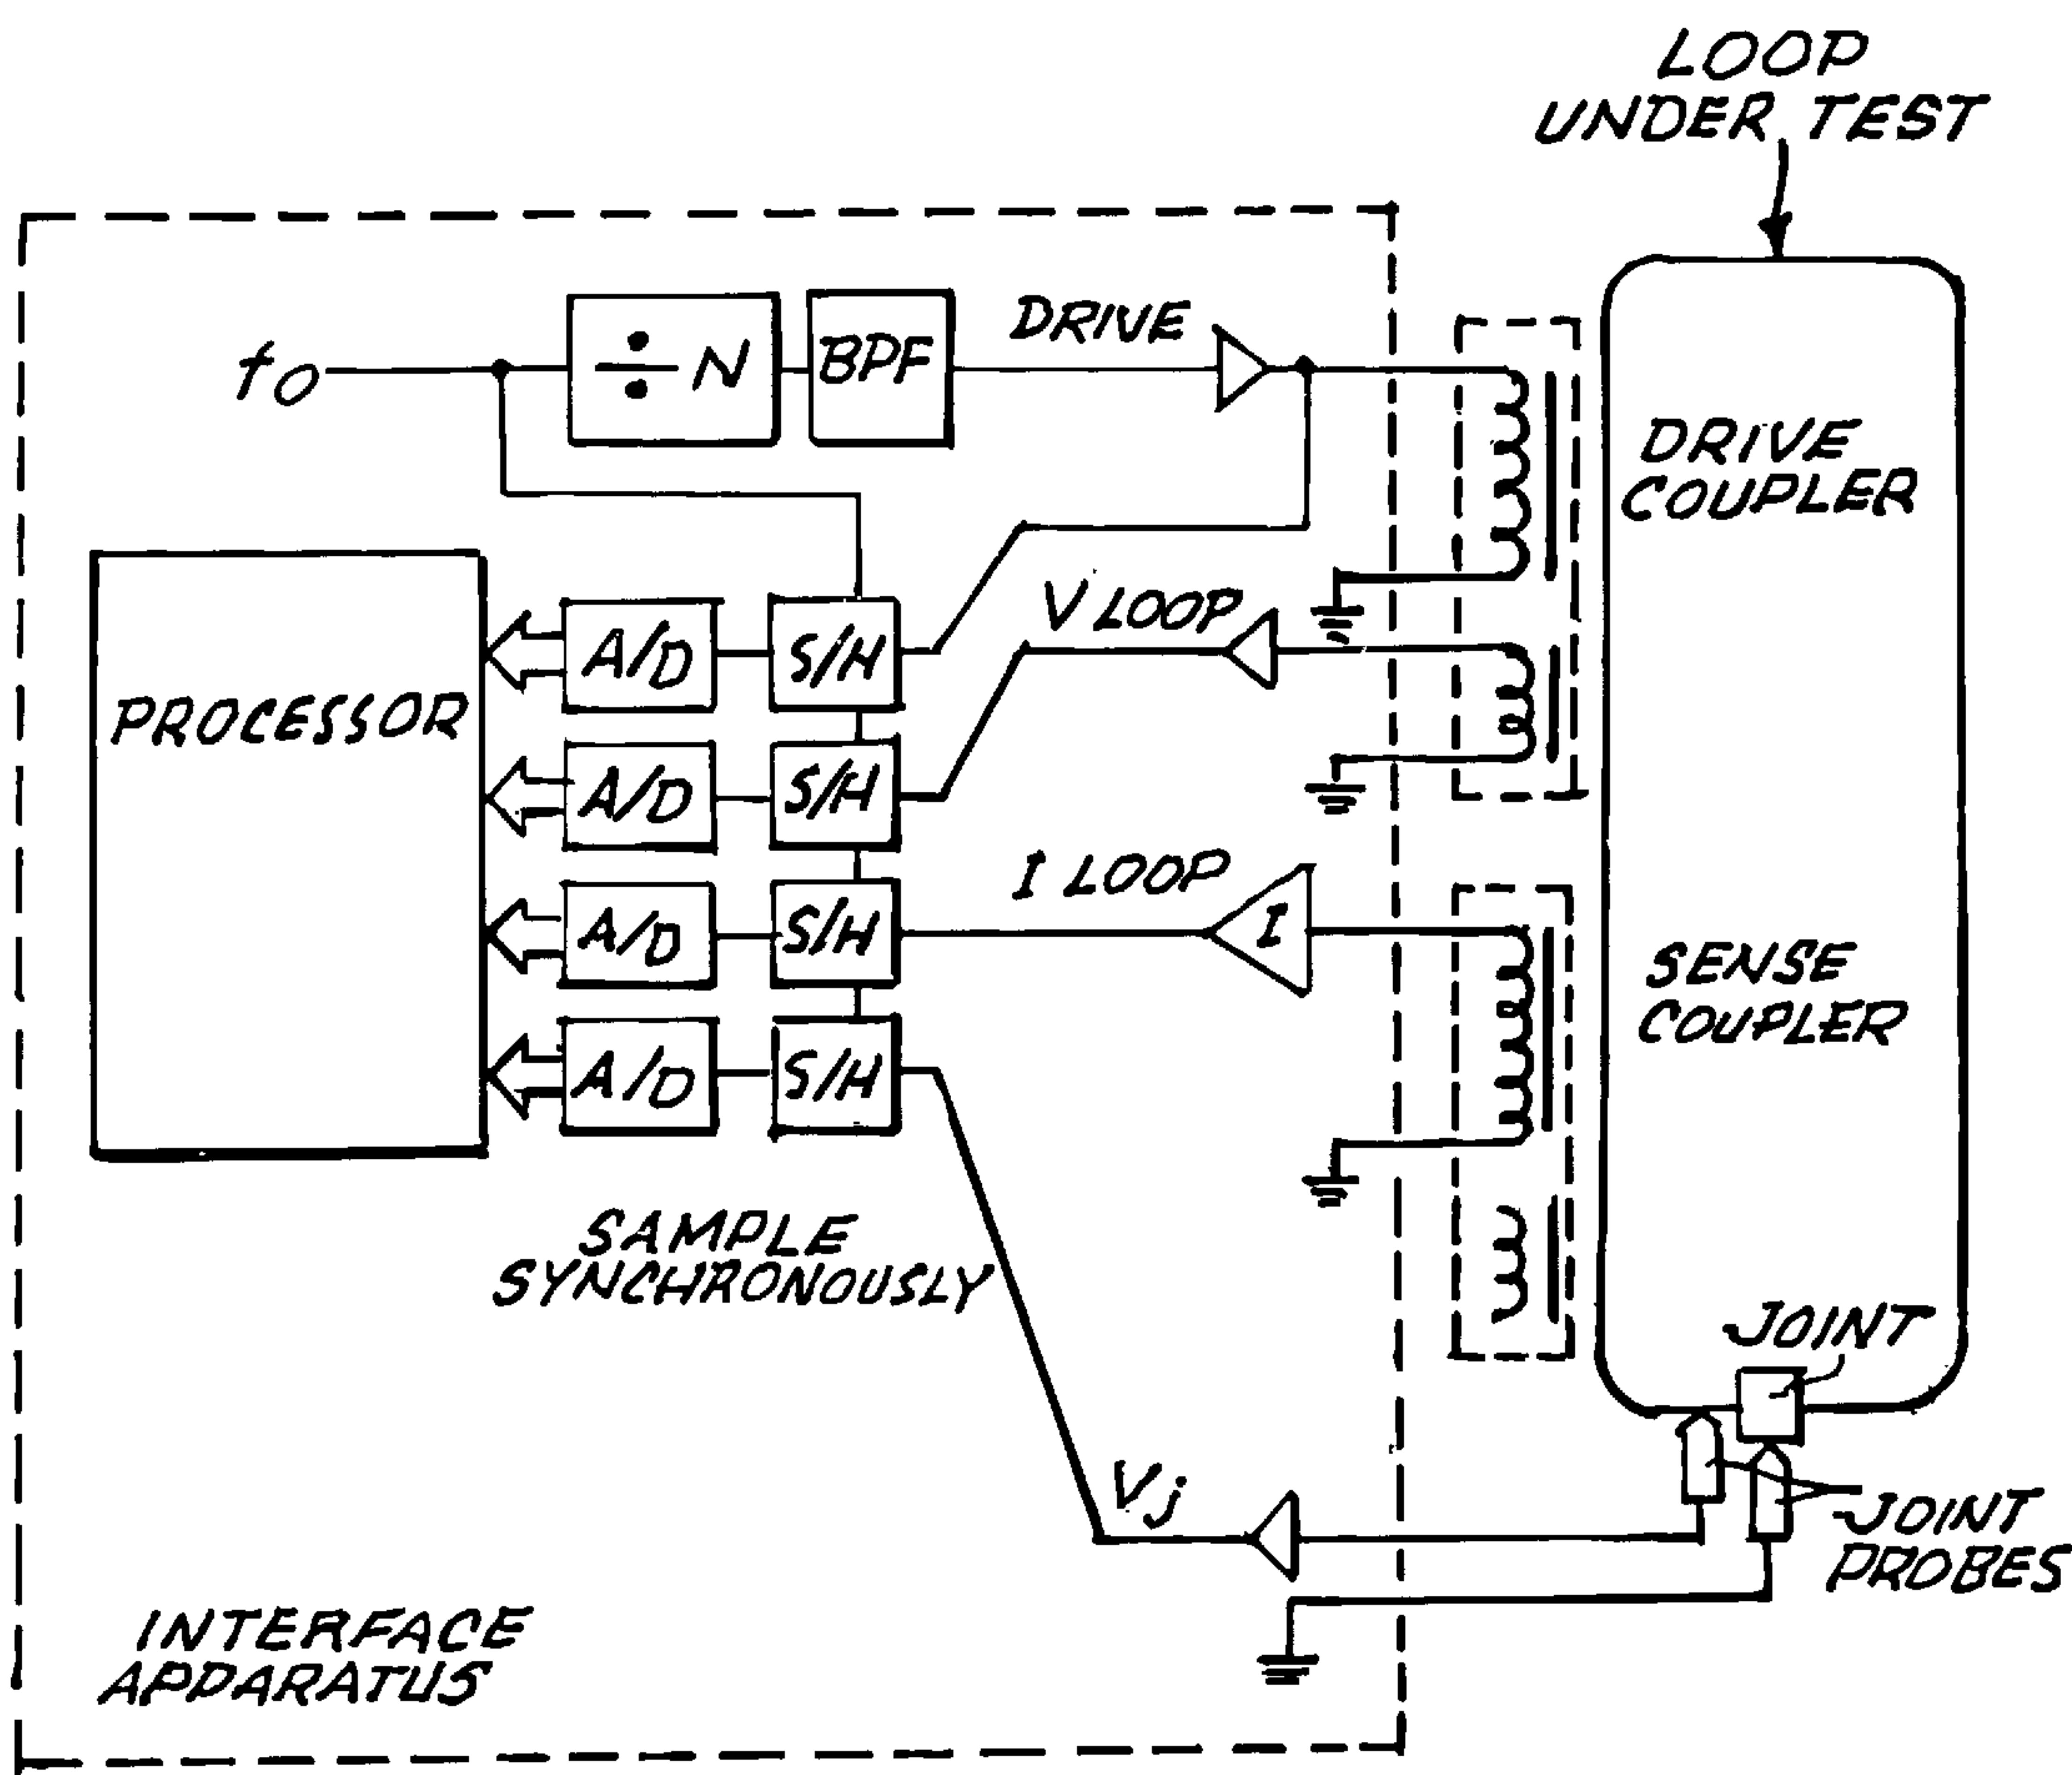 LOOP
UNDER TEST
fO
÷ N
BPF
DRIVE
DRIVE
COUPLER
V LOOP
PROCESSOR
A/D
S/H
A/D
S/H
I LOOP
I
A/D
S/H
SENSE
COUPLER
A/D
S/H
SAMPLE
SYNCHRONOUSLY
JOINT
Vj
JOINT
PROBES
INTERFACE
APDARATUS